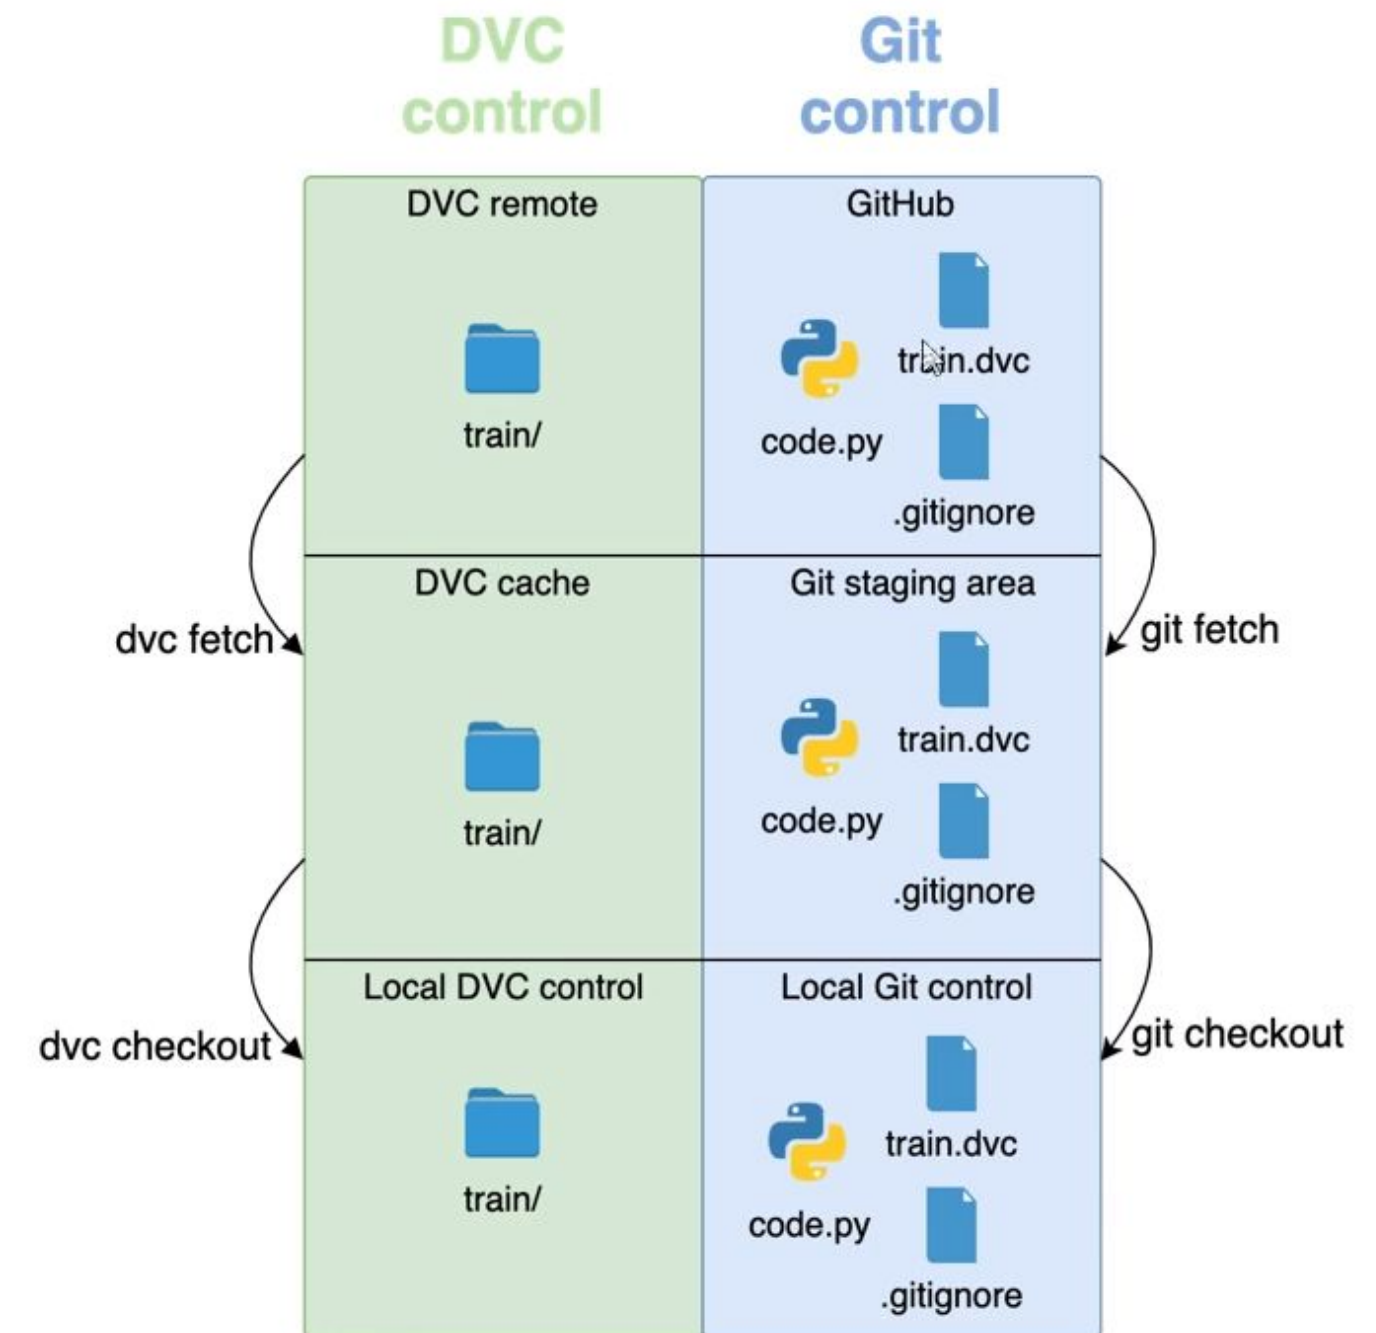 DVC
control
Git
control
DVC remote
GitHub
train/
code.py
train.dvc
.gitignore
dvc fetch
git fetch
DVC cache
Git staging area
train/
code.py
train.dvc
.gitignore
dvc checkout
git checkout
Local DVC control
Local Git control
train/
code.py
train.dvc
.gitignore